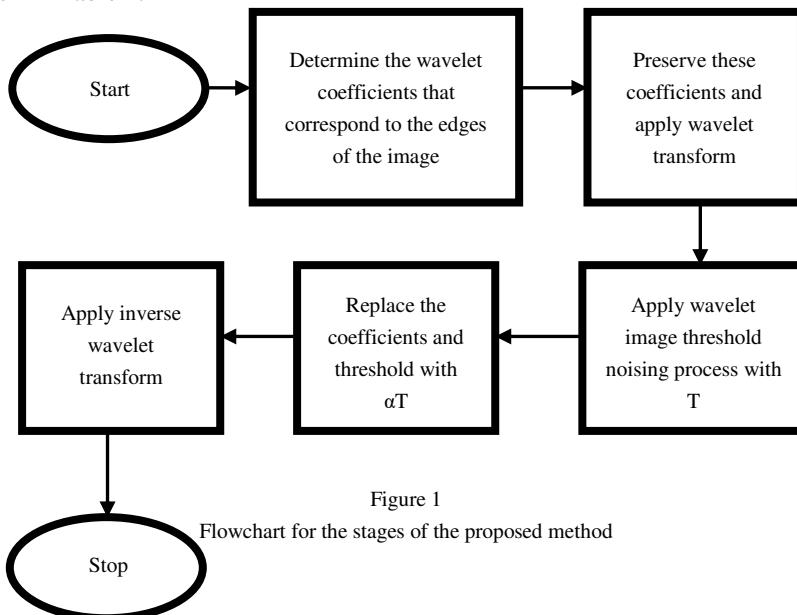 Start
Determine the wavelet
coefficients that
correspond to the edges
of the image
Preserve these
coefficients and
apply wavelet
transform
Apply wavelet
image threshold
noising process with
T
Replace the
coefficients and
threshold with
αT
Apply inverse
wavelet
transform
Stop
Figure 1
Flowchart for the stages of the proposed method